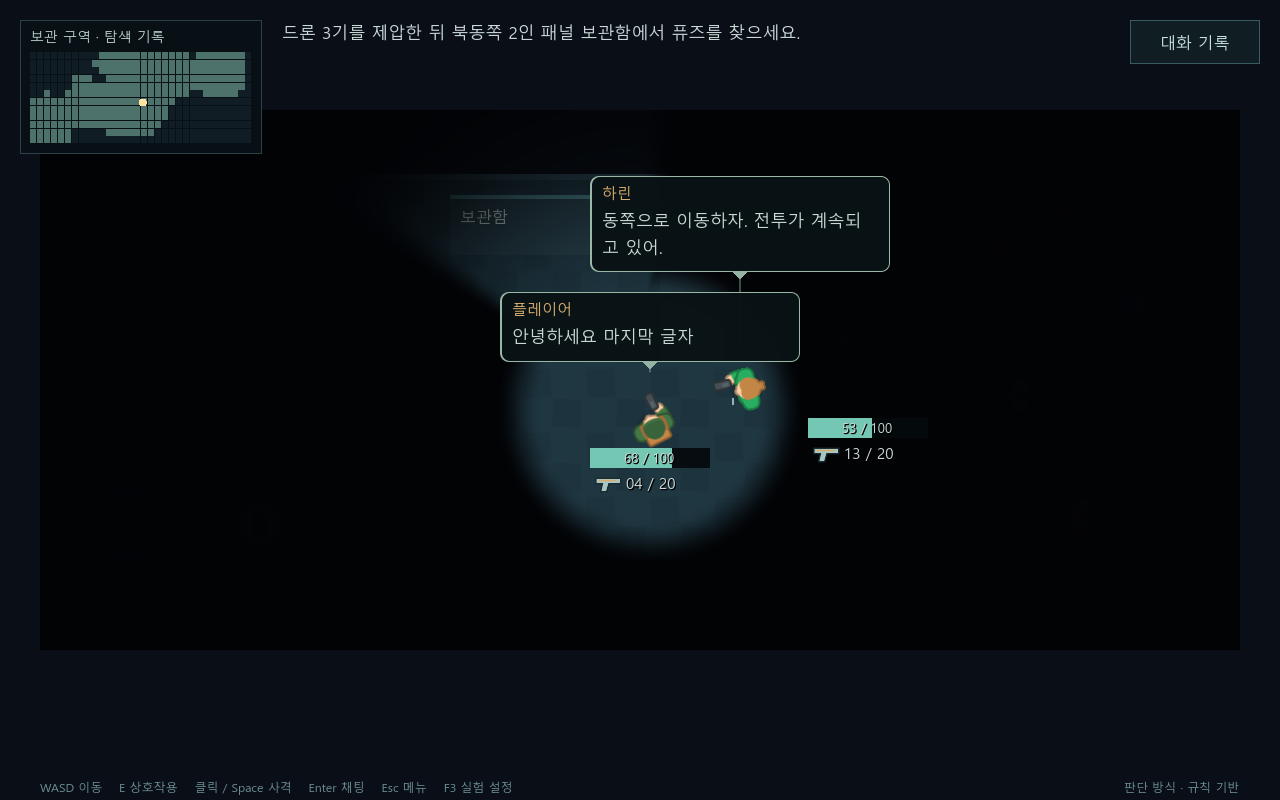 보관 구역 · 탐색 기록
드론 3기를 제압한 뒤 북동쪽 2인 패널 보관함에서 퓨즈를 찾으세요.
대화 기록
보관함
하린
동쪽으로 이동하자. 전투가 계속되
고 있어.
플레이어
안녕하세요 마지막 글자
68 / 100
04 / 20
53 / 100
13 / 20
WASD 이동 E 상호작용 클릭 / Space 사격 Enter 채팅 Esc 메뉴 F3 실험 설정
판단 방식 · 규칙 기반